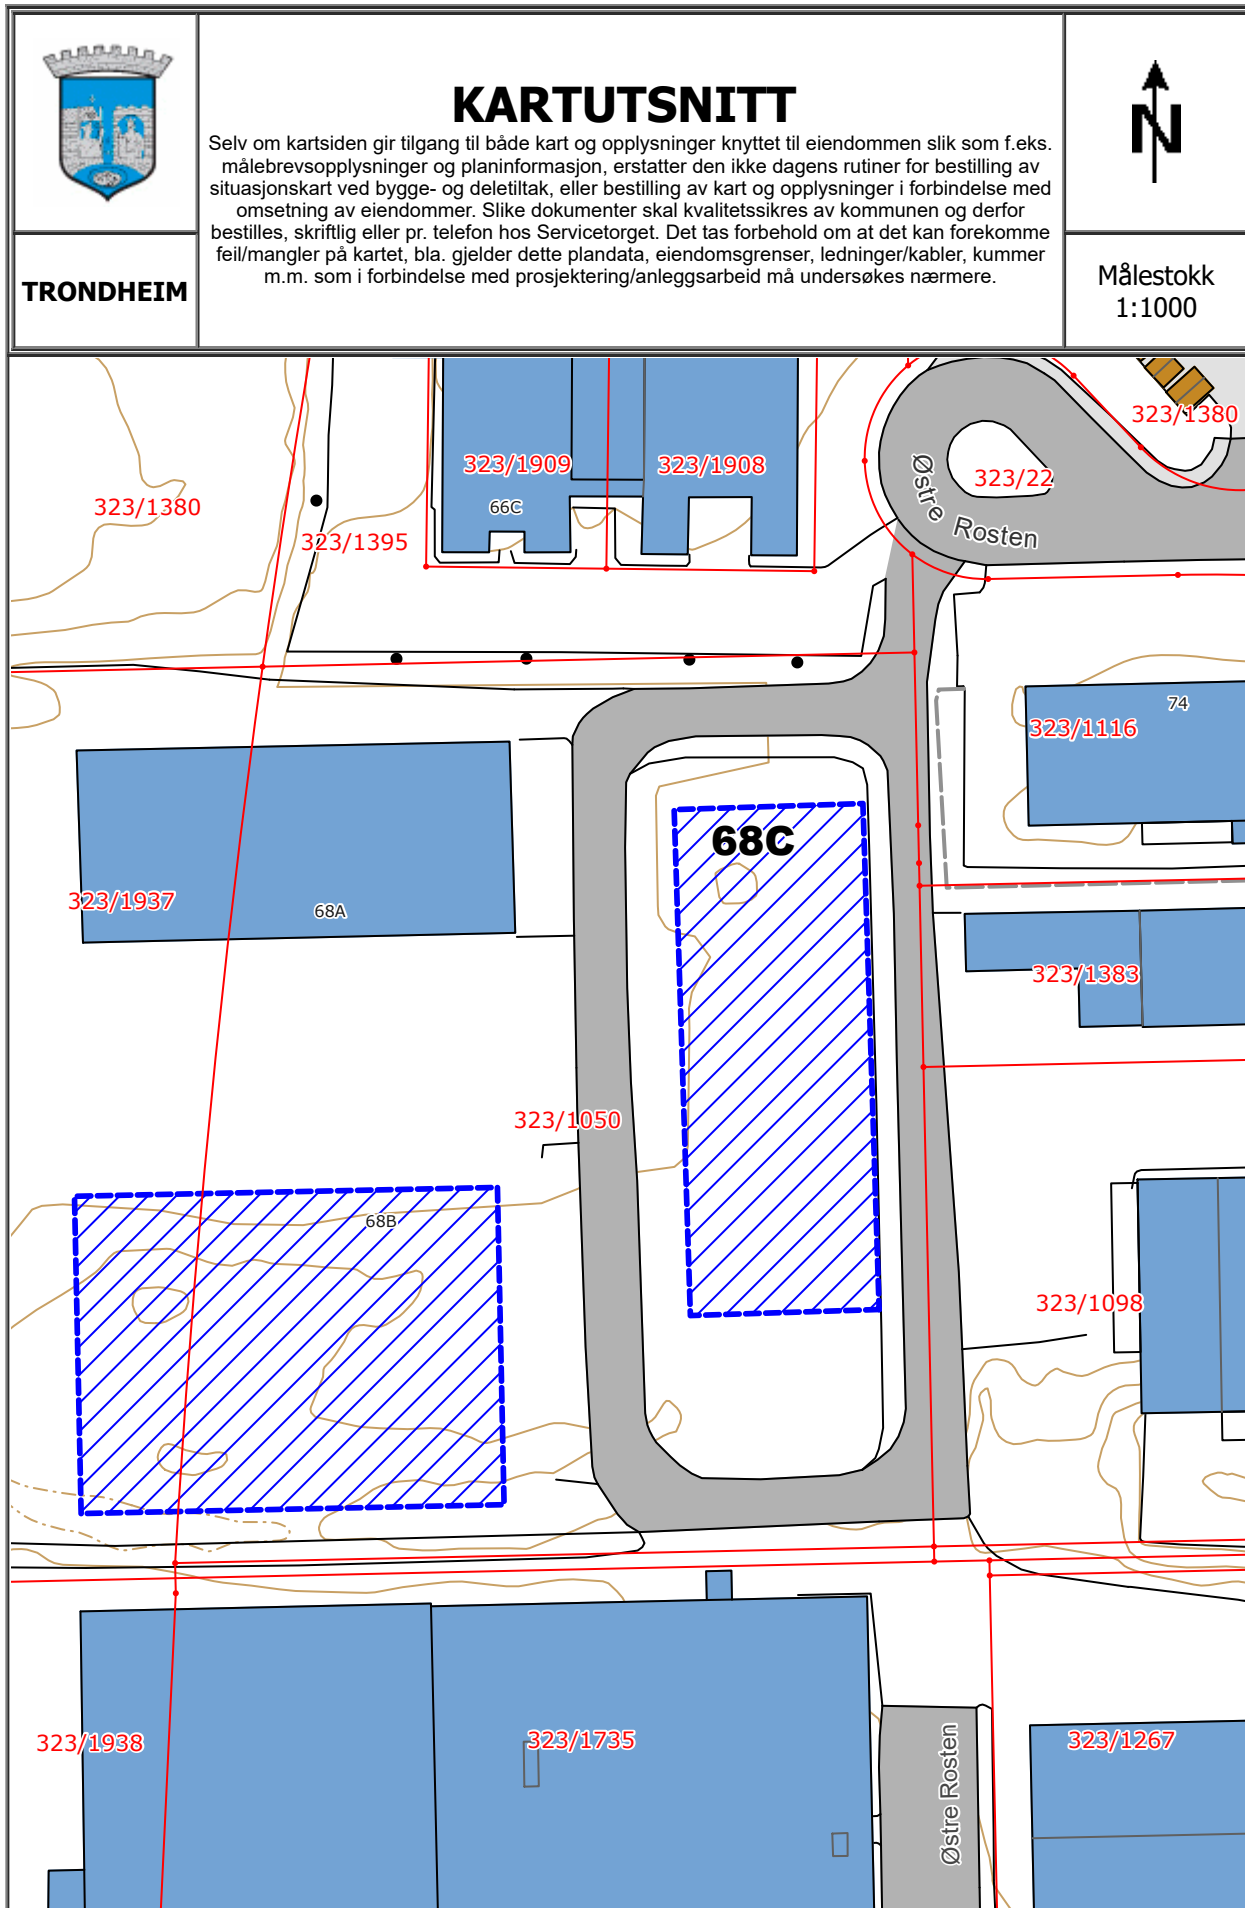 KARTUTSNITT
Selv om kartsiden gir tilgang til både kart og opplysninger knyttet til eiendommen slik som f.eks.
målebrevsopplysninger og planinformasjon, erstatter den ikke dagens rutiner for bestilling av
situasjonskart ved bygge- og deletiltak, eller bestilling av kart og opplysninger i forbindelse med
omsetning av eiendommer. Slike dokumenter skal kvalitetssikres av kommunen og derfor
bestilles, skriftlig eller pr. telefon hos Servicetorget. Det tas forbehold om at det kan forekomme
feil/mangler på kartet, bla. gjelder dette plandata, eiendomsgrenser, ledninger/kabler, kummer
m.m. som i forbindelse med prosjektering/anleggsarbeid må undersøkes nærmere.
TRONDHEIM
N
Målestokk
1:1000
323/1380
323/1909
323/1908
323/22
323/1380
66C
Østre Rosten
323/1395
74
323/1116
68C
323/1937
68A
323/1383
323/1050
68B
323/1098
323/1938
323/1735
323/1267
Østre Rosten